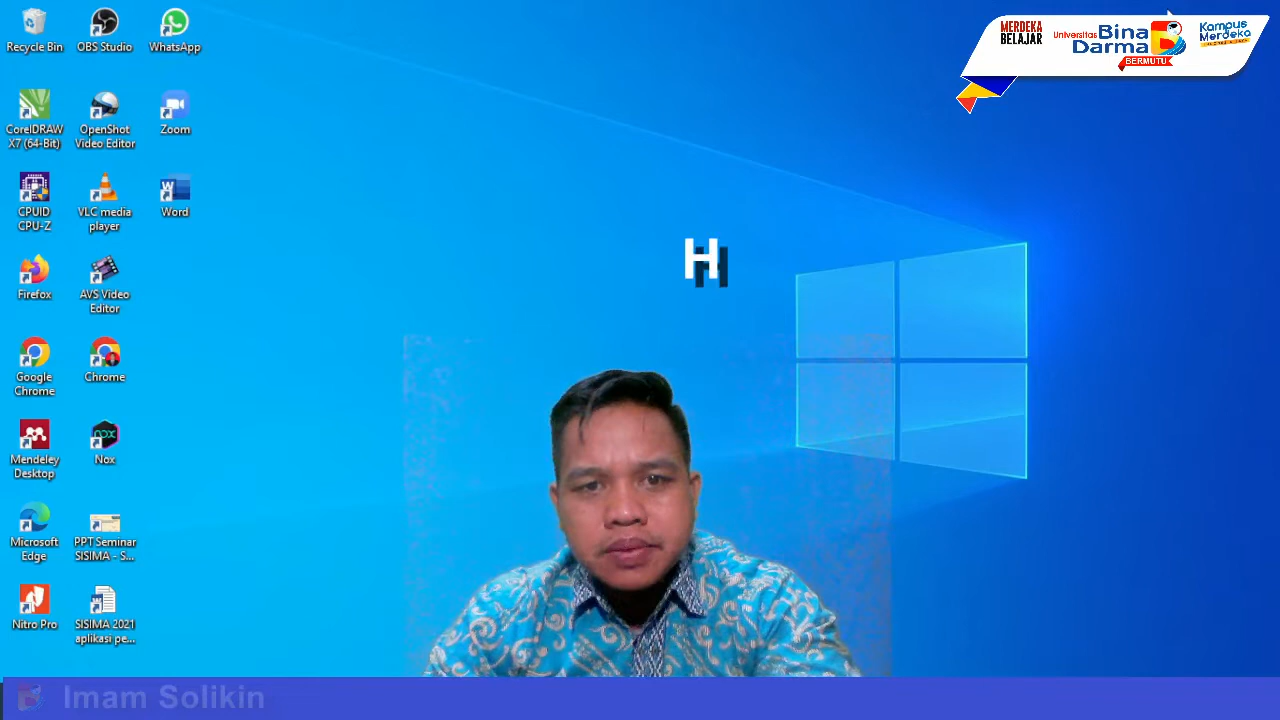 Recycle Bin
OBS Studio
WhatsApp
CorelDRAW
X7 (64-Bit)
OpenShot
Video Editor
Zoom
CPUID
CPU-Z
VLC media
player
Word
Firefox
AVS Video
Editor
Google
Chrome
Chrome
Mendeley
Desktop
nox
Nox
Microsoft
Edge
PPT Seminar
SISIMA - S...
Nitro Pro
SISIMA 2021
aplikasi pe...
MERDEKA
BELAJAR
Universitas Bina
Darma
BERMUTU
Kampus
Merdeka
H
Imam Solikin